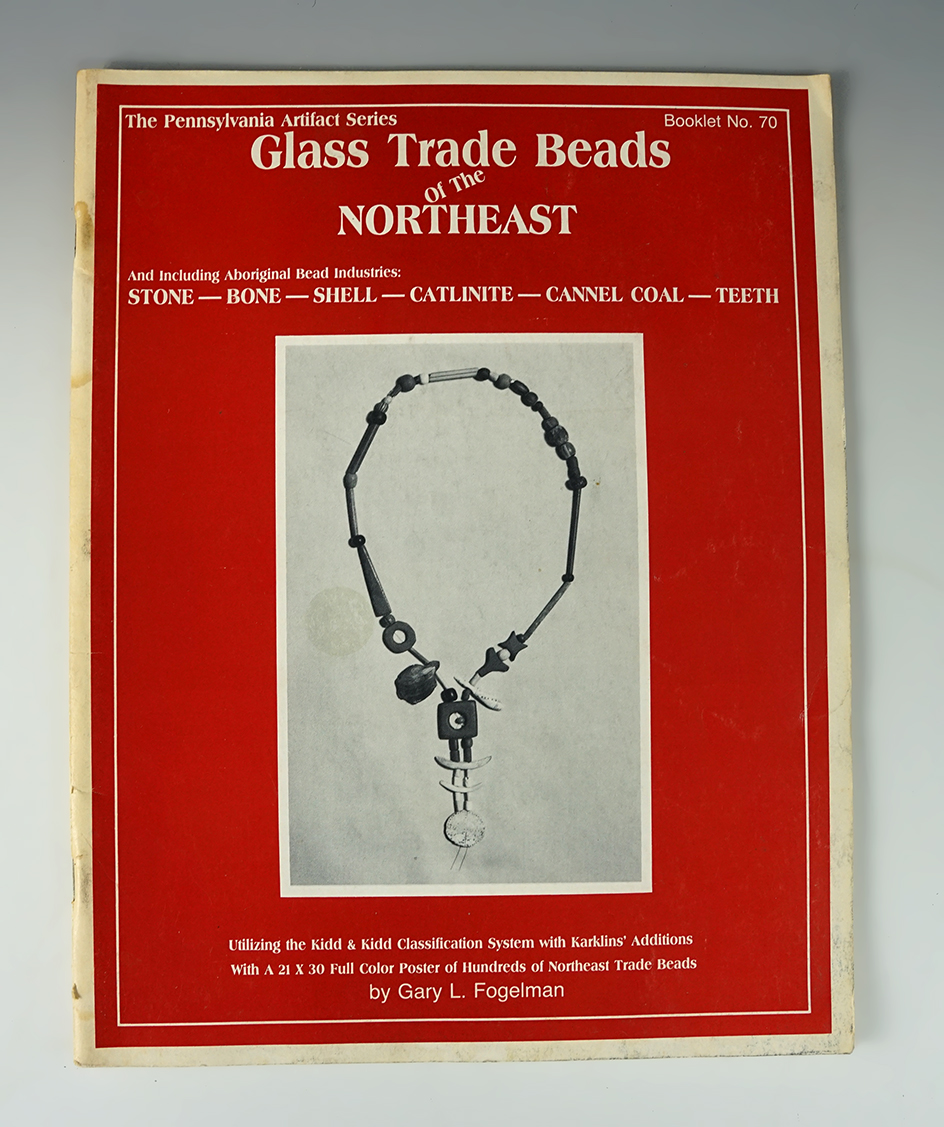 The Pennsylvania Artifact Series
Booklet No. 70
Glass Trade Beads
Of The
NORTHEAST
And Including Aboriginal Bead Industries:
STONE — BONE — SHELL — CATLINITE — CANNEL COAL — TEETH
Utilizing the Kidd & Kidd Classification System with Karklins' Additions
With A 21 X 30 Full Color Poster of Hundreds of Northeast Trade Beads
by Gary L. Fogelman